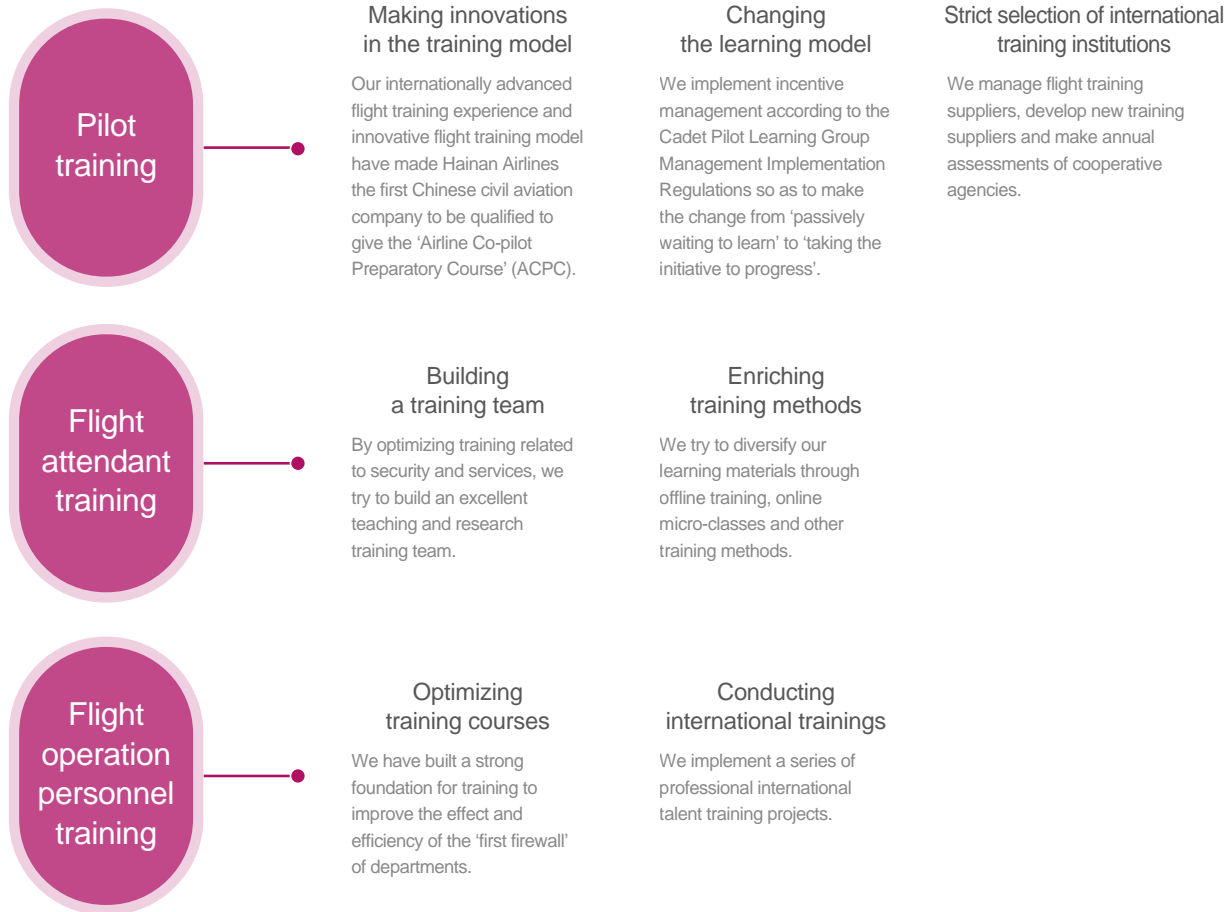 Pilot
training
Making innovations
in the training model
Our internationally advanced
flight training experience and
innovative flight training model
have made Hainan Airlines
the first Chinese civil aviation
company to be qualified to
give the ‘Airline Co-pilot
Preparatory Course’ (ACPC).
Changing
the learning model
We implement incentive
management according to the
Cadet Pilot Learning Group
Management Implementation
Regulations so as to make
the change from ‘passively
waiting to learn’ to ‘taking the
initiative to progress’.
Strict selection of international
training institutions
We manage flight training
suppliers, develop new training
suppliers and make annual
assessments of cooperative
agencies.
Flight
attendant
training
Building
a training team
By optimizing training related
to security and services, we
try to build an excellent
teaching and research
training team.
Enriching
training methods
We try to diversify our
learning materials through
offline training, online
micro-classes and other
training methods.
Flight
operation
personnel
training
Optimizing
training courses
We have built a strong
foundation for training to
improve the effect and
efficiency of the ‘first firewall’
of departments.
Conducting
international trainings
We implement a series of
professional international
talent training projects.